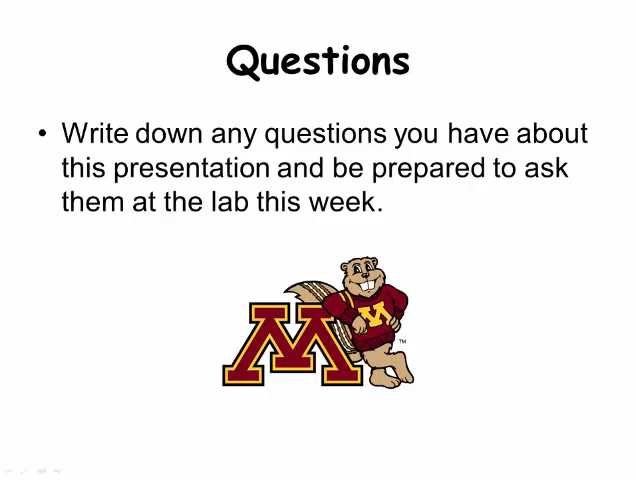 Questions
• Write down any questions you have about
this presentation and be prepared to ask
them at the lab this week.
M
M
™